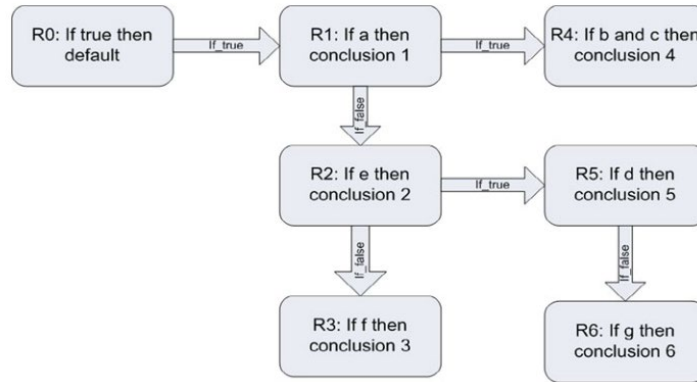 R0: If true then
default
If_true
R1: If a then
conclusion 1
If_true
R4: If b and c then
conclusion 4
If_false
R2: If e then
conclusion 2
If_true
R5: If d then
conclusion 5
If_false
If_false
R3: If f then
conclusion 3
R6: If g then
conclusion 6